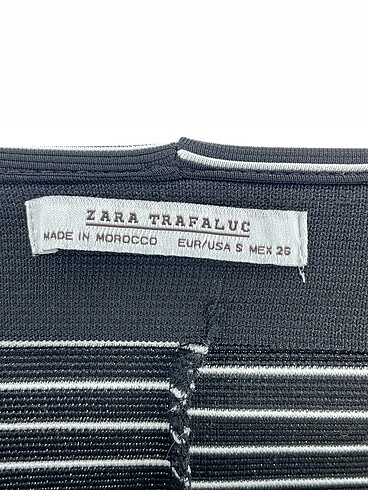 ZARA TRAFALUC
MADE IN MOROCCO EUR/USA S MEX 26